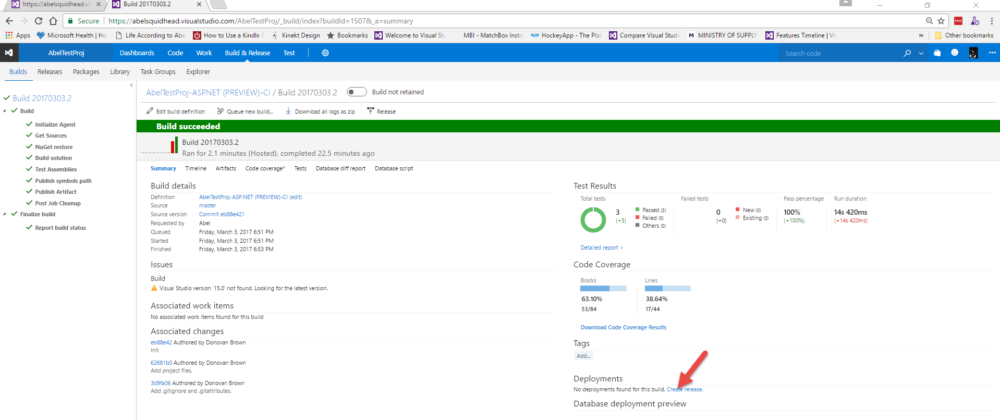 https://abelsquidhead.vis
Build 20170303.2
Secure https://abelsquidhead.visualstudio.com/AbelTestProj/_build/index?buildId=1507&_a=summary
Apps Microsoft Health | Ho Life According to Abe How to Use a Kindle D Kinekt Design Bookmarks Welcome to Visual Stu MBI - MatchBox Instru HockeyApp - The Plat Compare Visual Studi M MINISTRY OF SUPPLY Features Timeline | Vis » Other bookmarks
AbelTestProj Dashboards Code Work Build & Release Test Search code
Builds Releases Packages Library Task Groups Explorer
Build 20170303.2
Build
Initialize Agent
Get Sources
NuGet restore
Build solution
Test Assemblies
Publish symbols path
Publish Artifact
Post Job Cleanup
Finalize build
Report build status
AbelTestProj-ASP.NET (PREVIEW)-CI / Build 20170303.2 Build not retained
Edit build definition Queue new build... Download all logs as zip Release
Build succeeded
Build 20170303.2
Ran for 2.1 minutes (Hosted), completed 22.5 minutes ago
Summary Timeline Artifacts Code coverage* Tests Database diff report Database script
Build details
Definition AbelTestProj-ASP.NET (PREVIEW)-CI (edit)
Source master
Source version Commit eb88e421
Requested by Abel
Queued Friday, March 3, 2017 6:51 PM
Started Friday, March 3, 2017 6:51 PM
Finished Friday, March 3, 2017 6:53 PM
Issues
Build
Visual Studio version '15.0' not found. Looking for the latest version.
Associated work items
No associated work items found for this build
Associated changes
eb88e42 Authored by Donovan Brown
Init
62681b0 Authored by Donovan Brown
Add project files.
3d9fa06 Authored by Donovan Brown
Add .gitignore and .gitattributes.
Test Results
Total tests Failed tests Pass percentage Run duration
3 Passed (3) 0 New (0) 100% 14s 420ms
(+3) Failed (0) (+0) Existing (0) (+100%) (+14s 420ms)
Others (0)
Detailed report >
Code Coverage
Blocks Lines
63.10% 38.64%
53/84 17/44
Download Code Coverage Results
Tags
Add...
Deployments
No deployments found for this build. Create release.
Database deployment preview